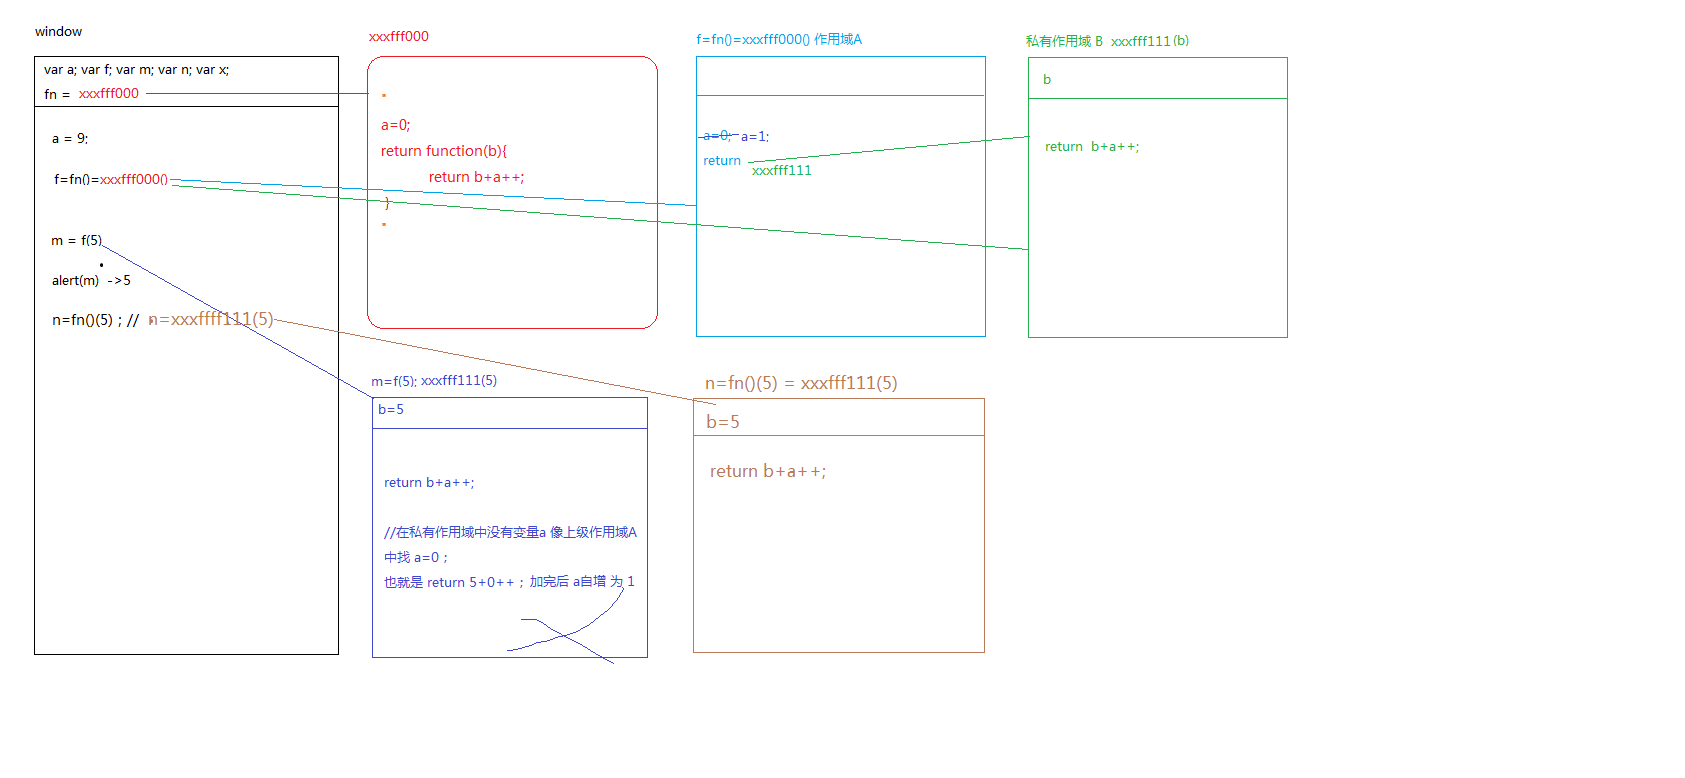 window
var a; var f; var m; var n; var x;
fn = xxxfff000
a = 9;
f=fn()=xxxfff000()
m = f(5)
alert(m) ->5
n=fn()(5) ; // n=xxxffff111(5)
xxxfff000
a=0;
return function(b){
return b+a++;
}
f=fn()=xxxfff000() 作用域A
a=0; a=1;
return
xxxfff111
私有作用域 B xxxfff111 (b)
b
return b+a++;
m=f(5); xxxfff111(5)
b=5
return b+a++;
//在私有作用域中没有变量a 像上级作用域A
中找 a=0 ;
也就是 return 5+0++ ; 加完后 a自增 为 1
n=fn()(5) = xxxfff111(5)
b=5
return b+a++;